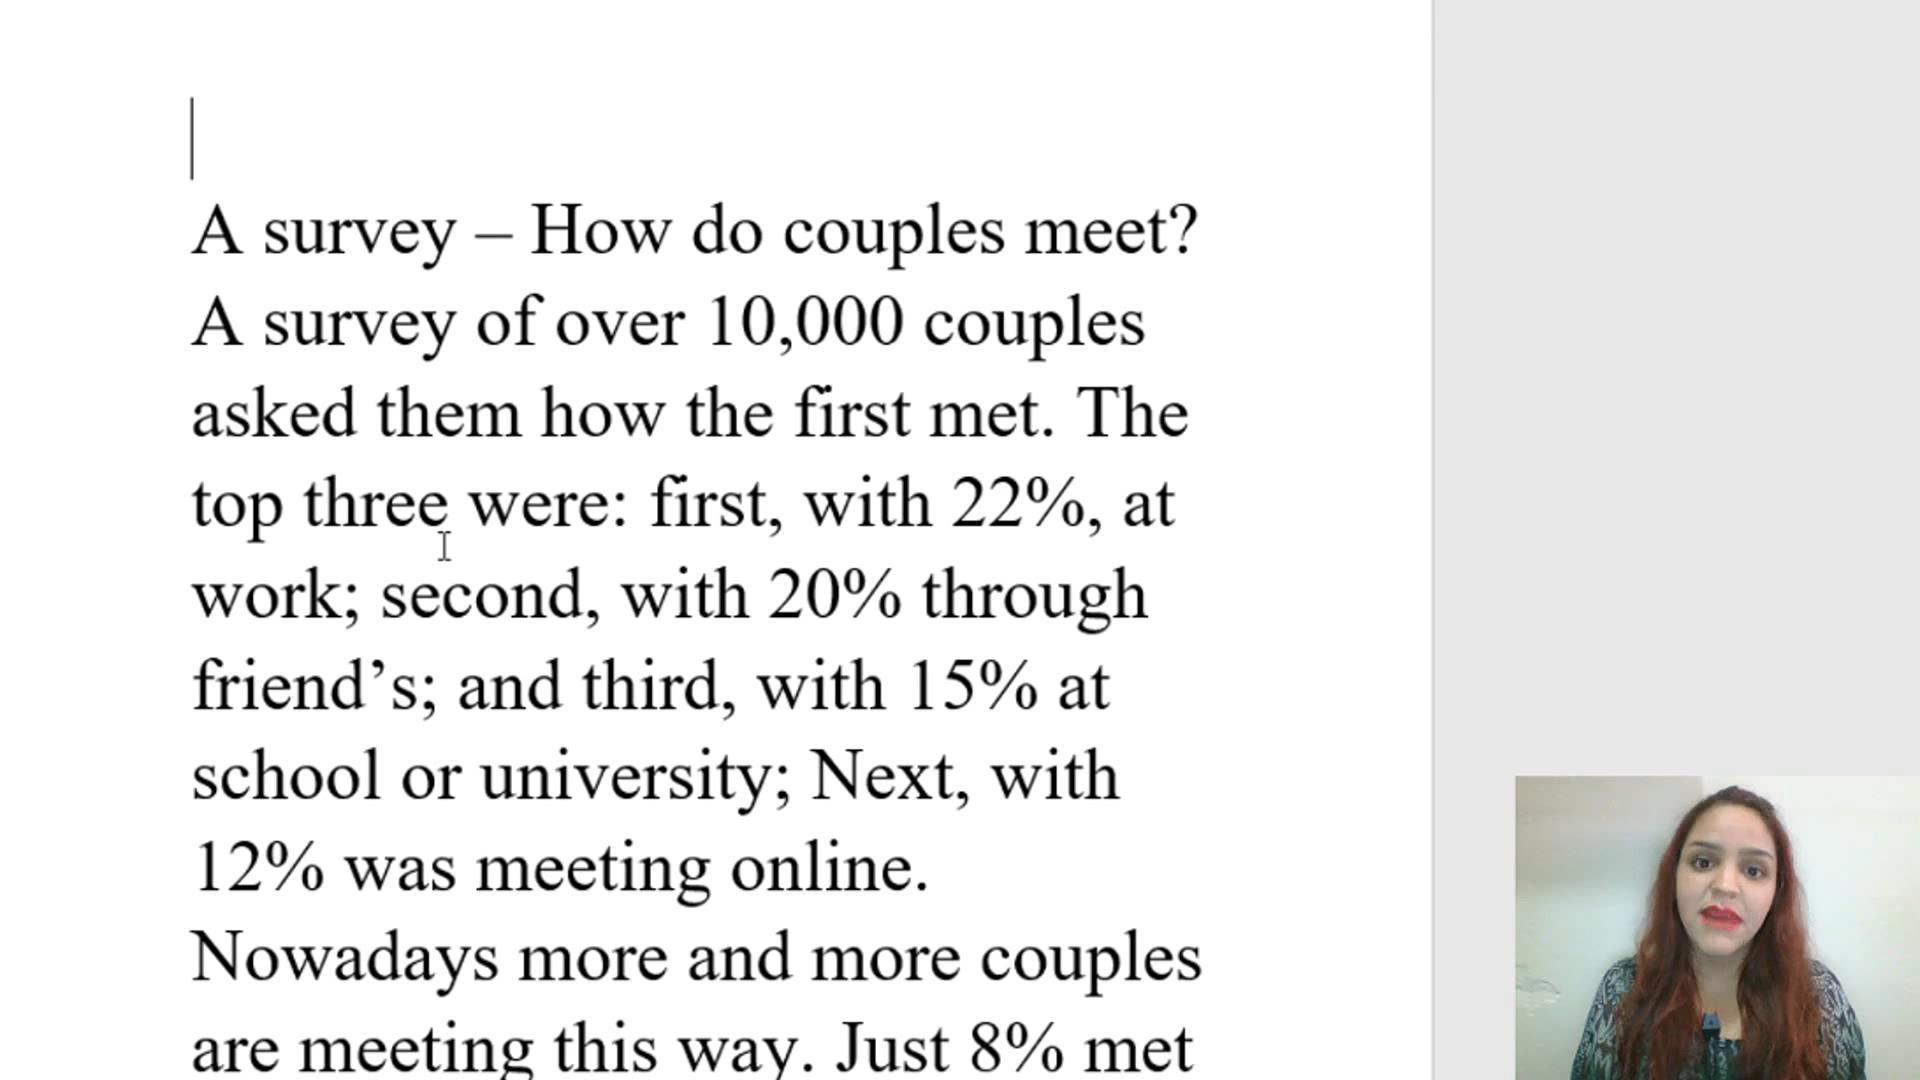 A survey – How do couples meet?
A survey of over 10,000 couples
asked them how the first met. The
top three were: first, with 22%, at
work; second, with 20% through
friend’s; and third, with 15% at
school or university; Next, with
12% was meeting online.
Nowadays more and more couples
are meeting this way. Just 8% met